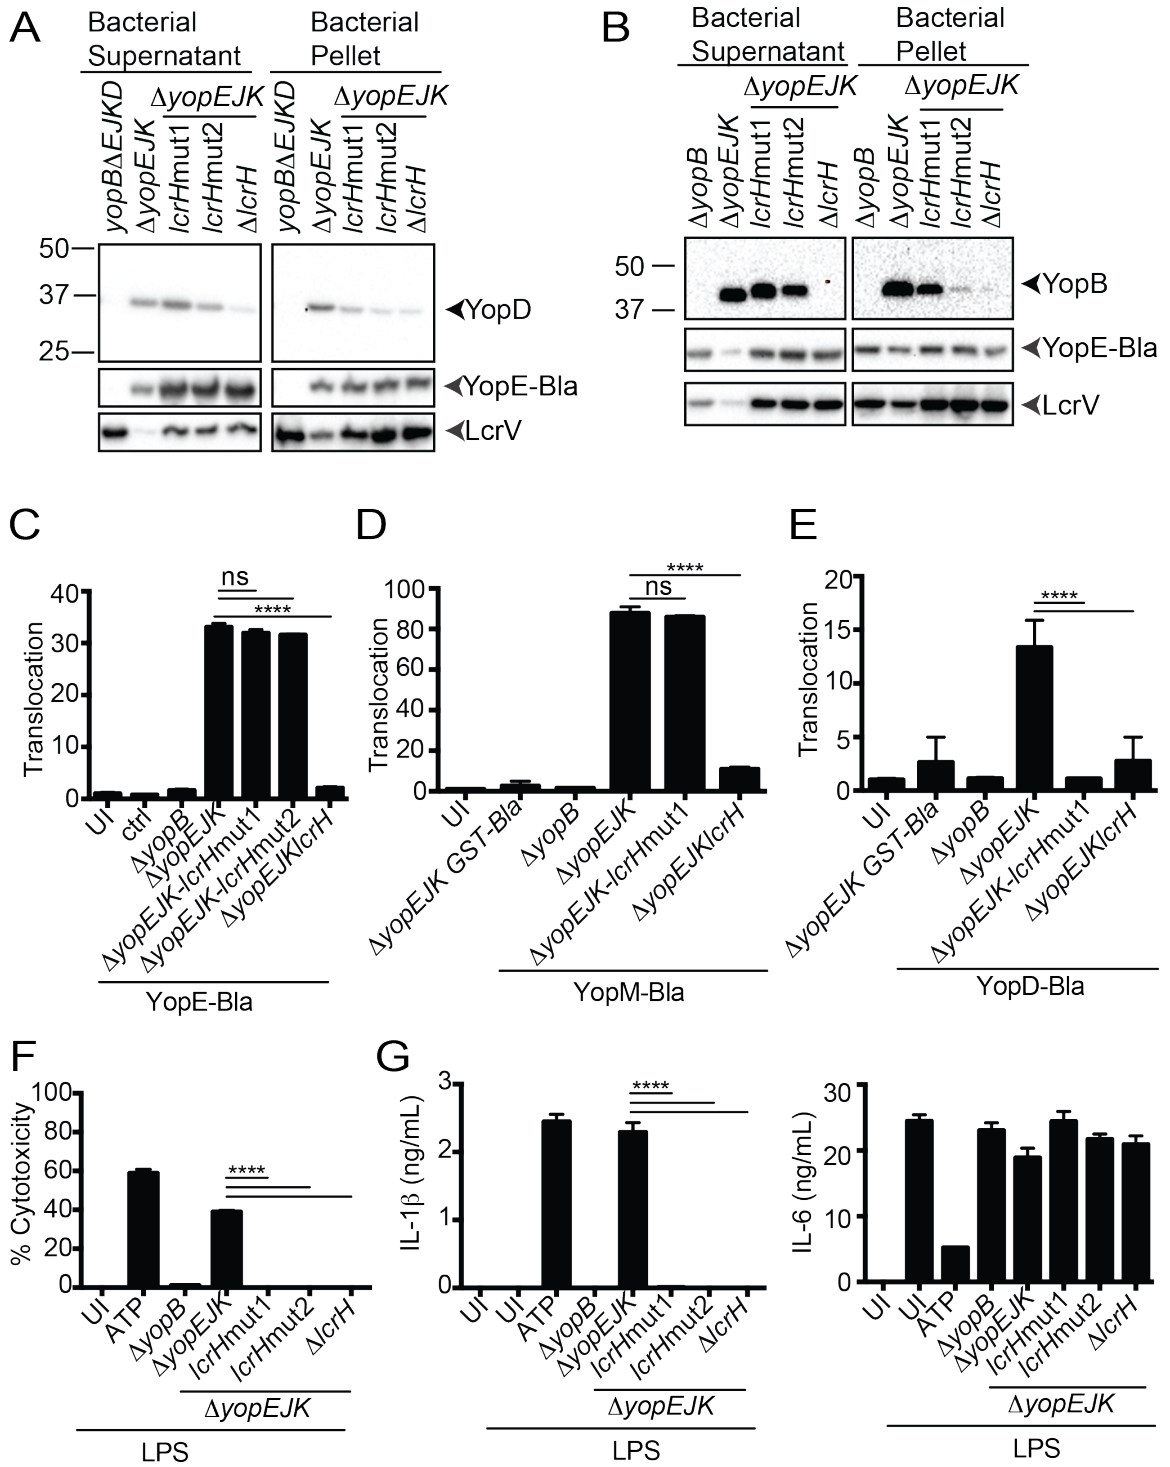 A
Bacterial Supernatant
Bacterial Pellet
ΔyopEJK
ΔyopEJK
yopBΔEJKD
ΔyopEJK
lcrHmut1
lcrHmut2
ΔlcrH
yopBΔEJKD
ΔyopEJK
lcrHmut1
lcrHmut2
ΔlcrH
50
37
25
YopD
YopE-Bla
LcrV
B
Bacterial Supernatant
Bacterial Pellet
ΔyopEJK
ΔyopEJK
ΔyopB
ΔyopEJK
lcrHmut1
lcrHmut2
ΔlcrH
ΔyopB
ΔyopEJK
lcrHmut1
lcrHmut2
ΔlcrH
50
37
YopB
YopE-Bla
LcrV
C
Translocation
40
30
20
10
0
ns
****
UI
ctrl
ΔyopB
ΔyopEJK
ΔyopEJK-lcrHmut1
ΔyopEJK-lcrHmut2
ΔyopEJKlcrH
YopE-Bla
D
Translocation
100
80
60
40
20
0
****
ns
UI
ΔyopEJK GST-Bla
ΔyopB
ΔyopEJK
ΔyopEJK-lcrHmut1
ΔyopEJKlcrH
YopM-Bla
E
Translocation
20
15
10
5
0
****
UI
ΔyopEJK GST-Bla
ΔyopB
ΔyopEJK
ΔyopEJK-lcrHmut1
ΔyopEJKlcrH
YopD-Bla
F
% Cytotoxicity
100
80
60
40
20
0
****
UI
ATP
ΔyopB
ΔyopEJK
lcrHmut1
lcrHmut2
ΔlcrH
ΔyopEJK
LPS
G
IL-1β (ng/mL)
3
2
1
0
****
UI
UI
ATP
ΔyopB
ΔyopEJK
lcrHmut1
lcrHmut2
ΔlcrH
ΔyopEJK
LPS
IL-6 (ng/mL)
30
20
10
0
UI
UI
ATP
ΔyopB
ΔyopEJK
lcrHmut1
lcrHmut2
ΔlcrH
ΔyopEJK
LPS